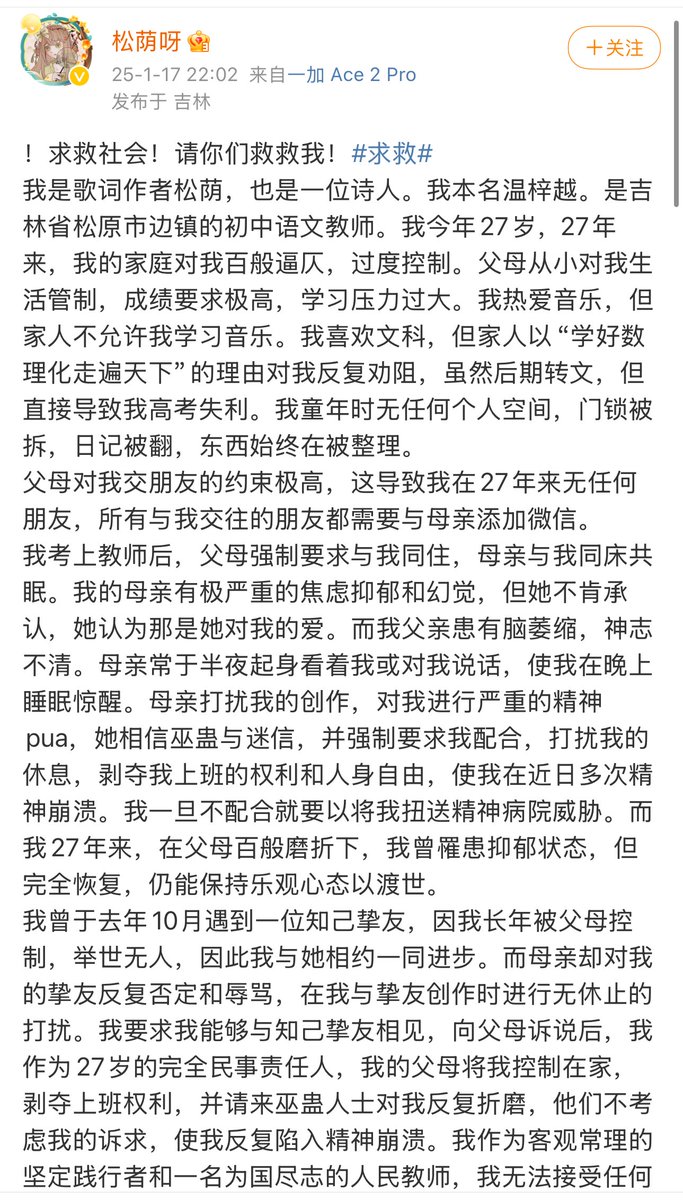 松荫呀
＋关注
25-1-17 22:02 来自一加 Ace 2 Pro
发布于 吉林
！求救社会！请你们救救我！#求救#
我是歌词作者松荫，也是一位诗人。我本名温梓越。是吉
林省松原市边镇的初中语文教师。我今年27岁，27年
来，我的家庭对我百般逼仄，过度控制。父母从小对我生
活管制，成绩要求极高，学习压力过大。我热爱音乐，但
家人不允许我学习音乐。我喜欢文科，但家人以“学好数
理化走遍天下”的理由对我反复劝阻，虽然后期转文，但
直接导致我高考失利。我童年时无任何个人空间，门锁被
拆，日记被翻，东西始终在被整理。
父母对我交朋友的约束极高，这导致我在27年来无任何
朋友，所有与我交往的朋友都需要与母亲添加微信。
我考上教师后，父母强制要求与我同住，母亲与我同床共
眠。我的母亲有极严重的焦虑抑郁和幻觉，但她不肯承
认，她认为那是她对我的爱。而我父亲患有脑萎缩，神志
不清。母亲常于半夜起身看着我或对我说话，使我在晚上
睡眠惊醒。母亲打扰我的创作，对我进行严重的精神
pua，她相信巫蛊与迷信，并强制要求我配合，打扰我的
休息，剥夺我上班的权利和人身自由，使我在近日多次精
神崩溃。我一旦不配合就要以将我扭送精神病院威胁。而
我27年来，在父母百般磨折下，我曾罹患抑郁状态，但
完全恢复，仍能保持乐观心态以渡世。
我曾于去年10月遇到一位知己挚友，因我长年被父母控
制，举世无人，因此我与她相约一同进步。而母亲却对我
的挚友反复否定和辱骂，在我与挚友创作时进行无休止的
打扰。我要求我能够与知己挚友相见，向父母诉说后，我
作为27岁的完全民事责任人，我的父母将我控制在家，
剥夺上班权利，并请来巫蛊人士对我反复折磨，他们不考
虑我的诉求，使我反复陷入精神崩溃。我作为客观常理的
坚定践行者和一名为国尽志的人民教师，我无法接受任何